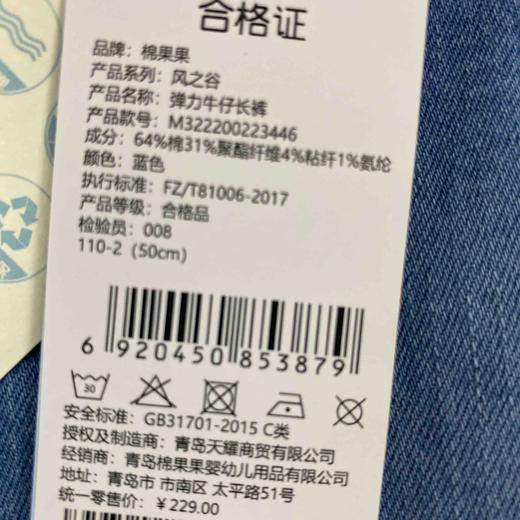 合格证
品牌：棉果果
产品系列：风之谷
产品名称：弹力牛仔长裤
产品款号：M322200223446
成分：64%棉31%聚酯纤维4%粘纤1%氨纶
颜色：蓝色
执行标准：FZ/T81006-2017
产品等级：合格品
检验员：008
110-2（50cm）
6 920450 853879
30
安全标准：GB31701-2015 C类
授权及制造商：青岛天耀商贸有限公司
经销商：青岛棉果果婴幼儿用品有限公司
地址：青岛市 市南区 太平路51号
统一零售价：￥229.00